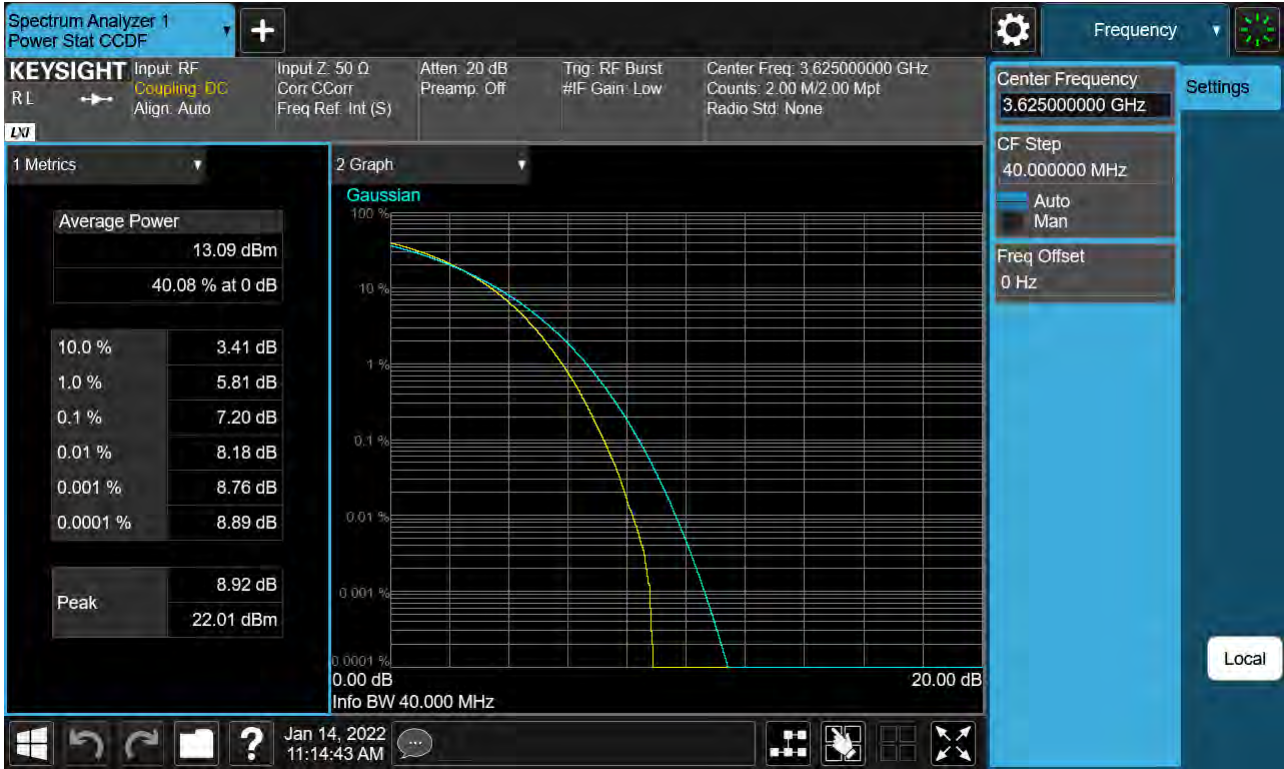 Spectrum Analyzer 1
Power Stat CCDF
Frequency
KEYSIGHT
R L
LXI
Input: RF
Coupling: DC
Align: Auto
Input Z: 50 Ω
Corr CCorr
Freq Ref: Int (S)
Atten: 20 dB
Preamp: Off
Trig: RF Burst
#IF Gain: Low
Center Freq: 3.625000000 GHz
Counts: 2.00 M/2.00 Mpt
Radio Std: None
Center Frequency
3.625000000 GHz
Settings
CF Step
40.000000 MHz
Auto
Man
Freq Offset
0 Hz
1 Metrics
Average Power
13.09 dBm
40.08 % at 0 dB
10.0 % 3.41 dB
1.0 % 5.81 dB
0.1 % 7.20 dB
0.01 % 8.18 dB
0.001 % 8.76 dB
0.0001 % 8.89 dB
Peak
8.92 dB
22.01 dBm
2 Graph
Gaussian
100 %
10 %
1 %
0.1 %
0.01 %
0.001 %
0.0001 %
0.00 dB 20.00 dB
Info BW 40.000 MHz
Local
?
Jan 14, 2022
11:14:43 AM